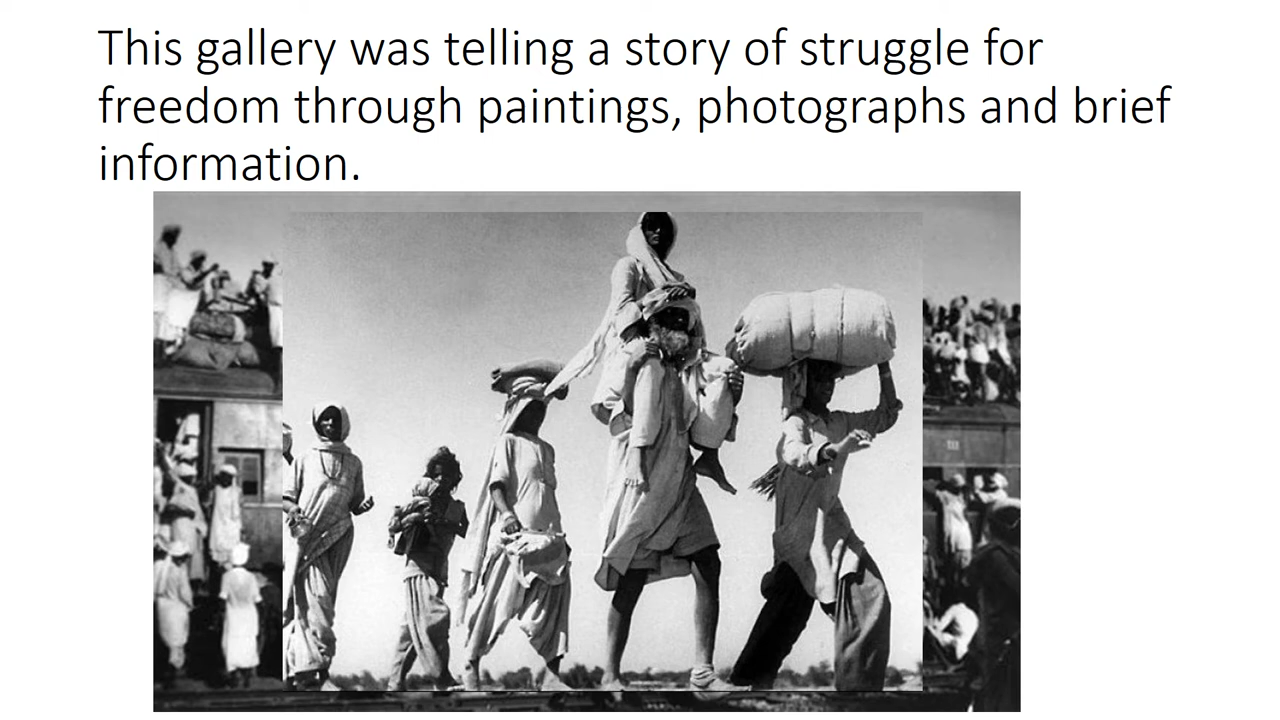 This gallery was telling a story of struggle for
freedom through paintings, photographs and brief
information.